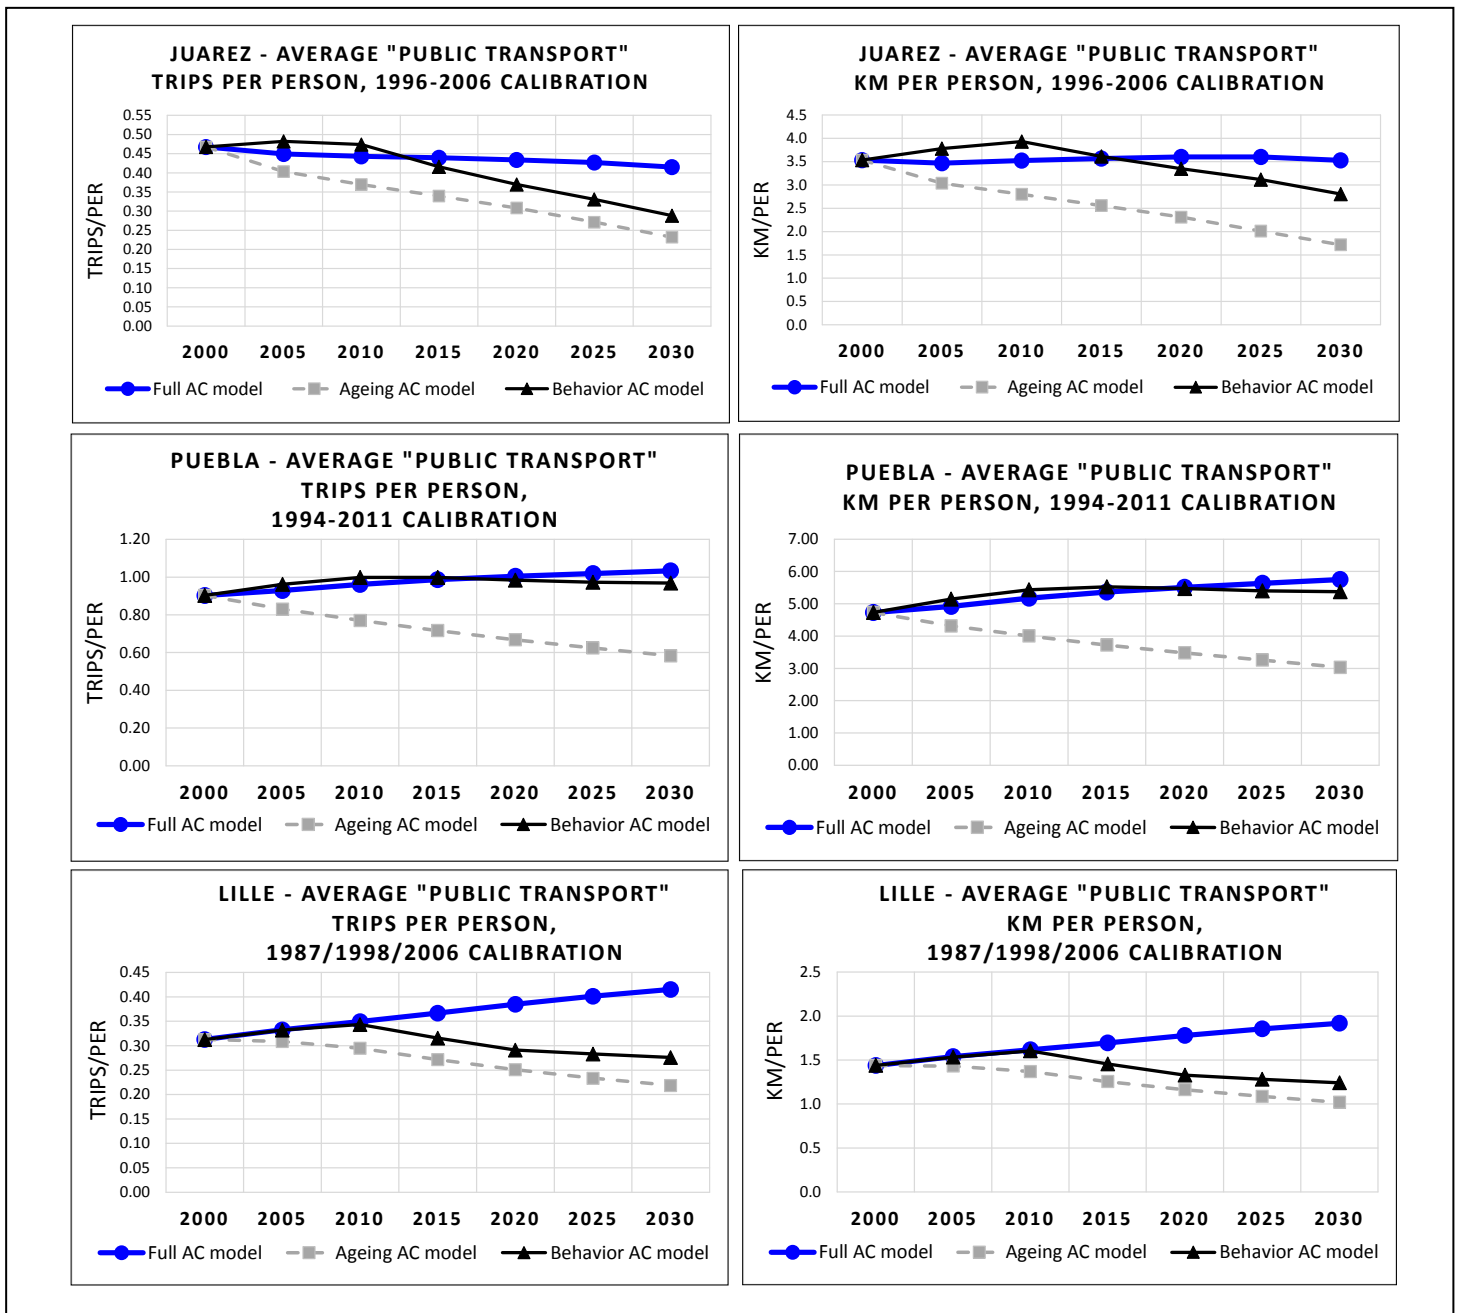 JUAREZ - AVERAGE "PUBLIC TRANSPORT"
TRIPS PER PERSON, 1996-2006 CALIBRATION
0.55
0.50
0.45
0.40
0.35
0.30
0.25
0.20
0.15
0.10
0.05
0.00
TRIPS/PER
2000 2005 2010 2015 2020 2025 2030
Full AC model Ageing AC model Behavior AC model
JUAREZ - AVERAGE "PUBLIC TRANSPORT"
KM PER PERSON, 1996-2006 CALIBRATION
4.5
4.0
3.5
3.0
2.5
2.0
1.5
1.0
0.5
0.0
KM/PER
2000 2005 2010 2015 2020 2025 2030
Full AC model Ageing AC model Behavior AC model
PUEBLA - AVERAGE "PUBLIC TRANSPORT"
TRIPS PER PERSON,
1994-2011 CALIBRATION
1.20
1.00
0.80
0.60
0.40
0.20
0.00
TRIPS/PER
2000 2005 2010 2015 2020 2025 2030
Full AC model Ageing AC model Behavior AC model
PUEBLA - AVERAGE "PUBLIC TRANSPORT"
KM PER PERSON, 1994-2011 CALIBRATION
7.00
6.00
5.00
4.00
3.00
2.00
1.00
0.00
KM/PER
2000 2005 2010 2015 2020 2025 2030
Full AC model Ageing AC model Behavior AC model
LILLE - AVERAGE "PUBLIC TRANSPORT"
TRIPS PER PERSON,
1987/1998/2006 CALIBRATION
0.45
0.40
0.35
0.30
0.25
0.20
0.15
0.10
0.05
0.00
TRIPS/PER
2000 2005 2010 2015 2020 2025 2030
Full AC model Ageing AC model Behavior AC model
LILLE - AVERAGE "PUBLIC TRANSPORT"
KM PER PERSON,
1987/1998/2006 CALIBRATION
2.5
2.0
1.5
1.0
0.5
0.0
KM/PER
2000 2005 2010 2015 2020 2025 2030
Full AC model Ageing AC model Behavior AC model